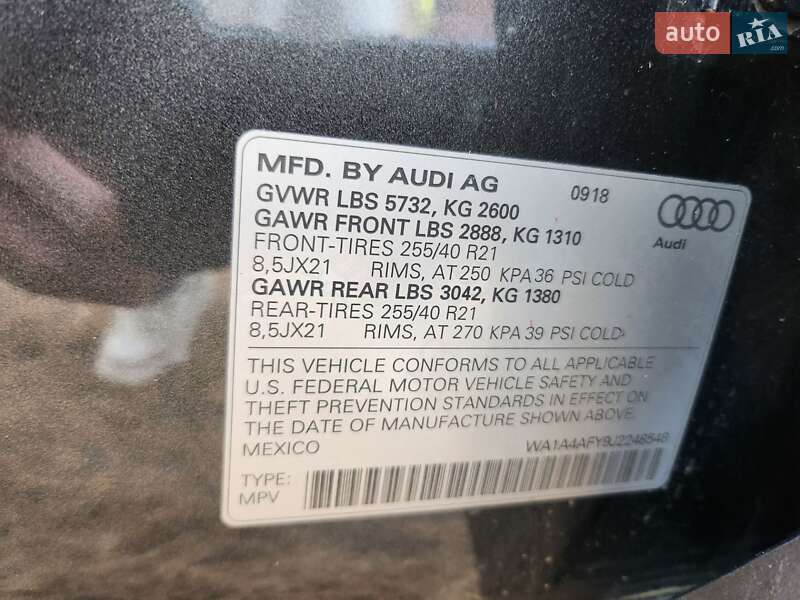 auto RIA .com
MFD. BY AUDI AG 0918
GVWR LBS 5732, KG 2600
GAWR FRONT LBS 2888, KG 1310
FRONT-TIRES 255/40 R21
8,5JX21 RIMS, AT 250 KPA 36 PSI COLD
GAWR REAR LBS 3042, KG 1380
REAR-TIRES 255/40 R21
8,5JX21 RIMS, AT 270 KPA 39 PSI COLD
Audi
THIS VEHICLE CONFORMS TO ALL APPLICABLE
U.S. FEDERAL MOTOR VEHICLE SAFETY AND
THEFT PREVENTION STANDARDS IN EFFECT ON
THE DATE OF MANUFACTURE SHOWN ABOVE.
MEXICO WA1A4AFY9J2248548
TYPE:
MPV